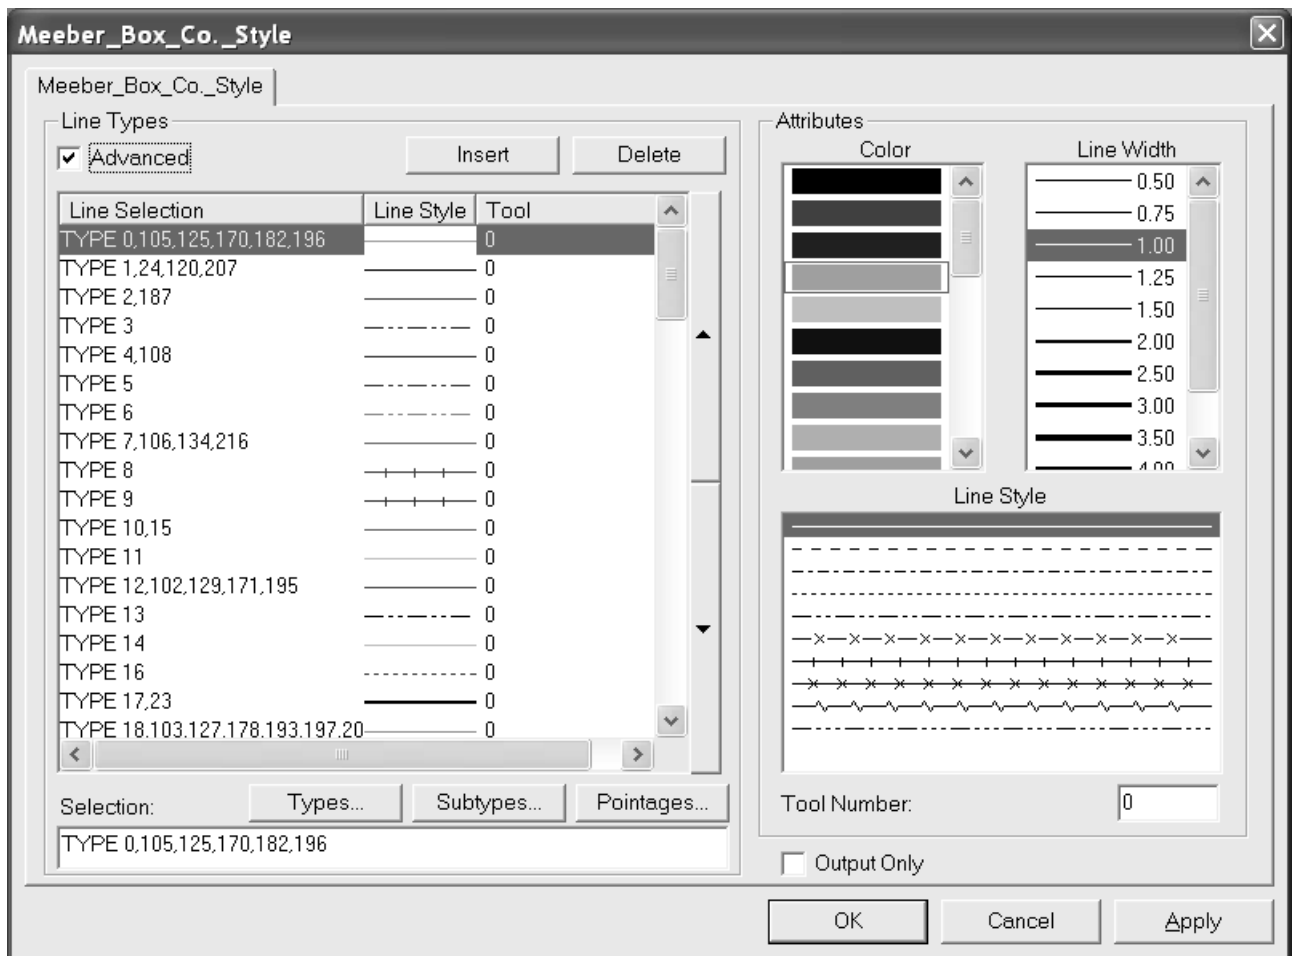 Meeber_Box_Co._Style
Meeber_Box_Co._Style
Line Types
Advanced
Insert
Delete
Line Selection Line Style Tool
TYPE 0,105,125,170,182,196 0
TYPE 1,24,120,207 0
TYPE 2,187 0
TYPE 3 0
TYPE 4,108 0
TYPE 5 0
TYPE 6 0
TYPE 7,106,134,216 0
TYPE 8 0
TYPE 9 0
TYPE 10,15 0
TYPE 11 0
TYPE 12,102,129,171,195 0
TYPE 13 0
TYPE 14 0
TYPE 16 0
TYPE 17,23 0
TYPE 18,103,127,178,193,197,20 0
Selection:
Types...
Subtypes...
Pointages...
TYPE 0,105,125,170,182,196
Attributes
Color
Line Width
0.50
0.75
1.00
1.25
1.50
2.00
2.50
3.00
3.50
4.00
Line Style
Tool Number:
0
Output Only
OK
Cancel
Apply